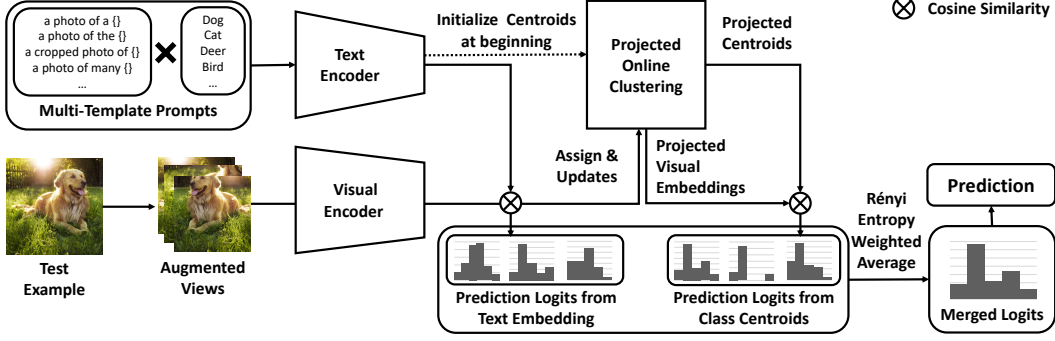 a photo of a {}
a photo of the {}
a cropped photo of {}
a photo of many {}
...
Dog
Cat
Deer
Bird
...
Multi-Template Prompts
Text
Encoder
Initialize Centroids
at beginning
Projected
Online
Clustering
Projected
Centroids
Cosine Similarity
Test
Example
Augmented
Views
Visual
Encoder
Assign &
Updates
Projected
Visual
Embeddings
Prediction Logits from
Text Embedding
Prediction Logits from
Class Centroids
Rényi
Entropy
Weighted
Average
Prediction
Merged Logits